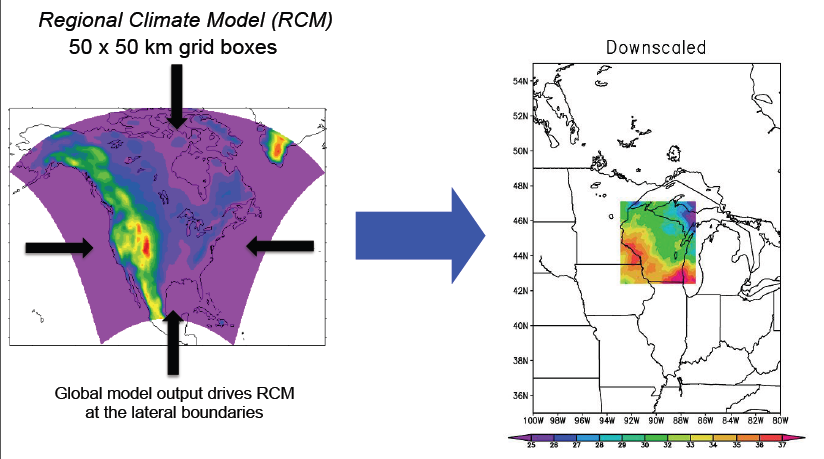 Regional Climate Model (RCM)
50 x 50 km grid boxes
Global model output drives RCM
at the lateral boundaries
Downscaled
54N
52N
50N
48N
46N
44N
42N
40N
38N
36N
100W 98W 96W 94W 92W 90W 88W 86W 84W 82W 80W
25 26 27 28 29 30 32 33 34 35 36 37